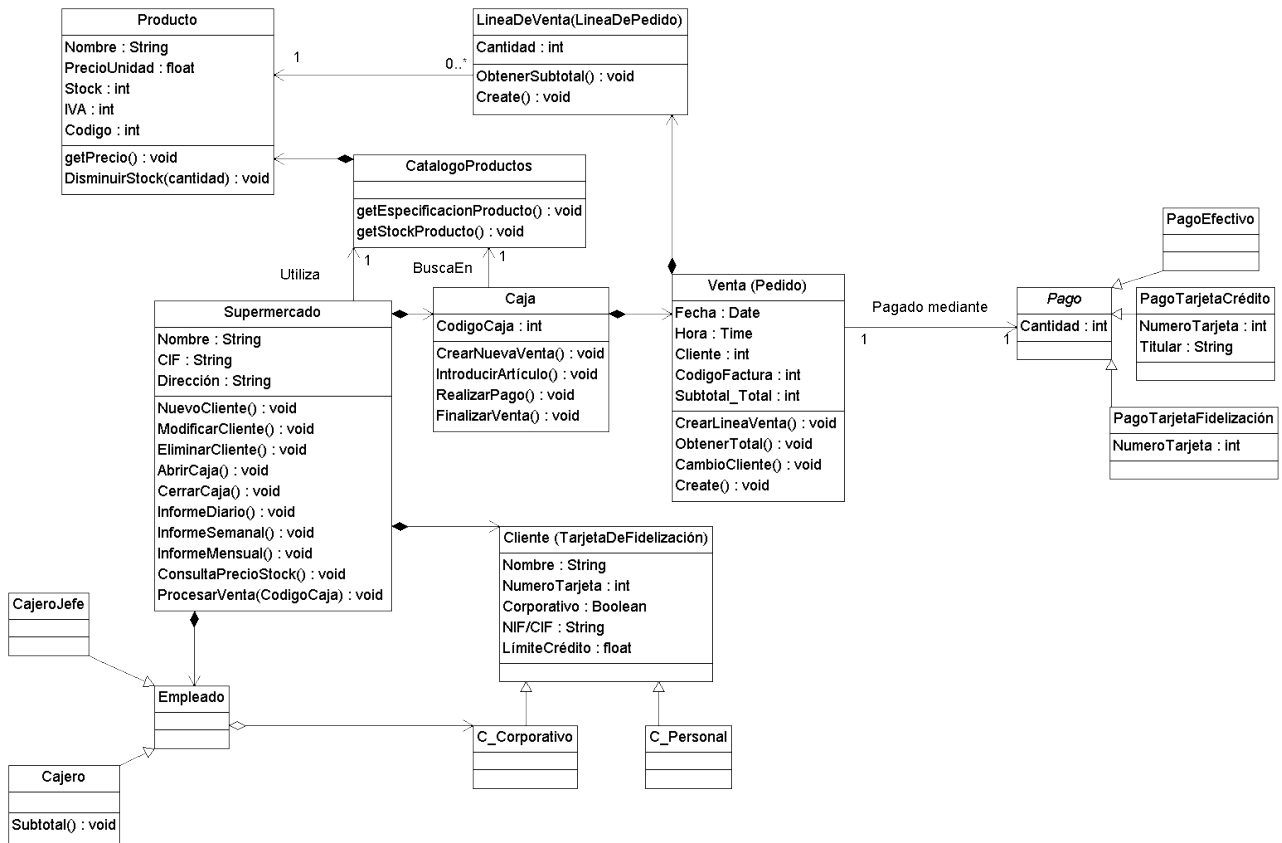 Producto
Nombre : String
PrecioUnidad : float
Stock : int
IVA : int
Codigo : int
getPrecio() : void
DisminuirStock(cantidad) : void
1
0..*
LineaDeVenta(LineaDePedido)
Cantidad : int
ObtenerSubtotal() : void
Create() : void
CatalogoProductos
getEspecificacionProducto() : void
getStockProducto() : void
Utiliza
1
BuscaEn
1
Supermercado
Nombre : String
CIF : String
Dirección : String
NuevoCliente() : void
ModificarCliente() : void
EliminarCliente() : void
AbrirCaja() : void
CerrarCaja() : void
InformeDiario() : void
InformeSemanal() : void
InformeMensual() : void
ConsultaPrecioStock() : void
ProcesarVenta(CodigoCaja) : void
Caja
CodigoCaja : int
CrearNuevaVenta() : void
IntroducirArtículo() : void
RealizarPago() : void
FinalizarVenta() : void
Venta (Pedido)
Fecha : Date
Hora : Time
Cliente : int
CodigoFactura : int
Subtotal_Total : int
CrearLineaVenta() : void
ObtenerTotal() : void
CambioCliente() : void
Create() : void
Pagado mediante
1
1
Pago
Cantidad : int
PagoEfectivo
PagoTarjetaCrédito
NumeroTarjeta : int
Titular : String
PagoTarjetaFidelización
NumeroTarjeta : int
Cliente (TarjetaDeFidelización)
Nombre : String
NumeroTarjeta : int
Corporativo : Boolean
NIF/CIF : String
LímiteCrédito : float
CajeroJefe
Empleado
C_Corporativo
C_Personal
Cajero
Subtotal() : void